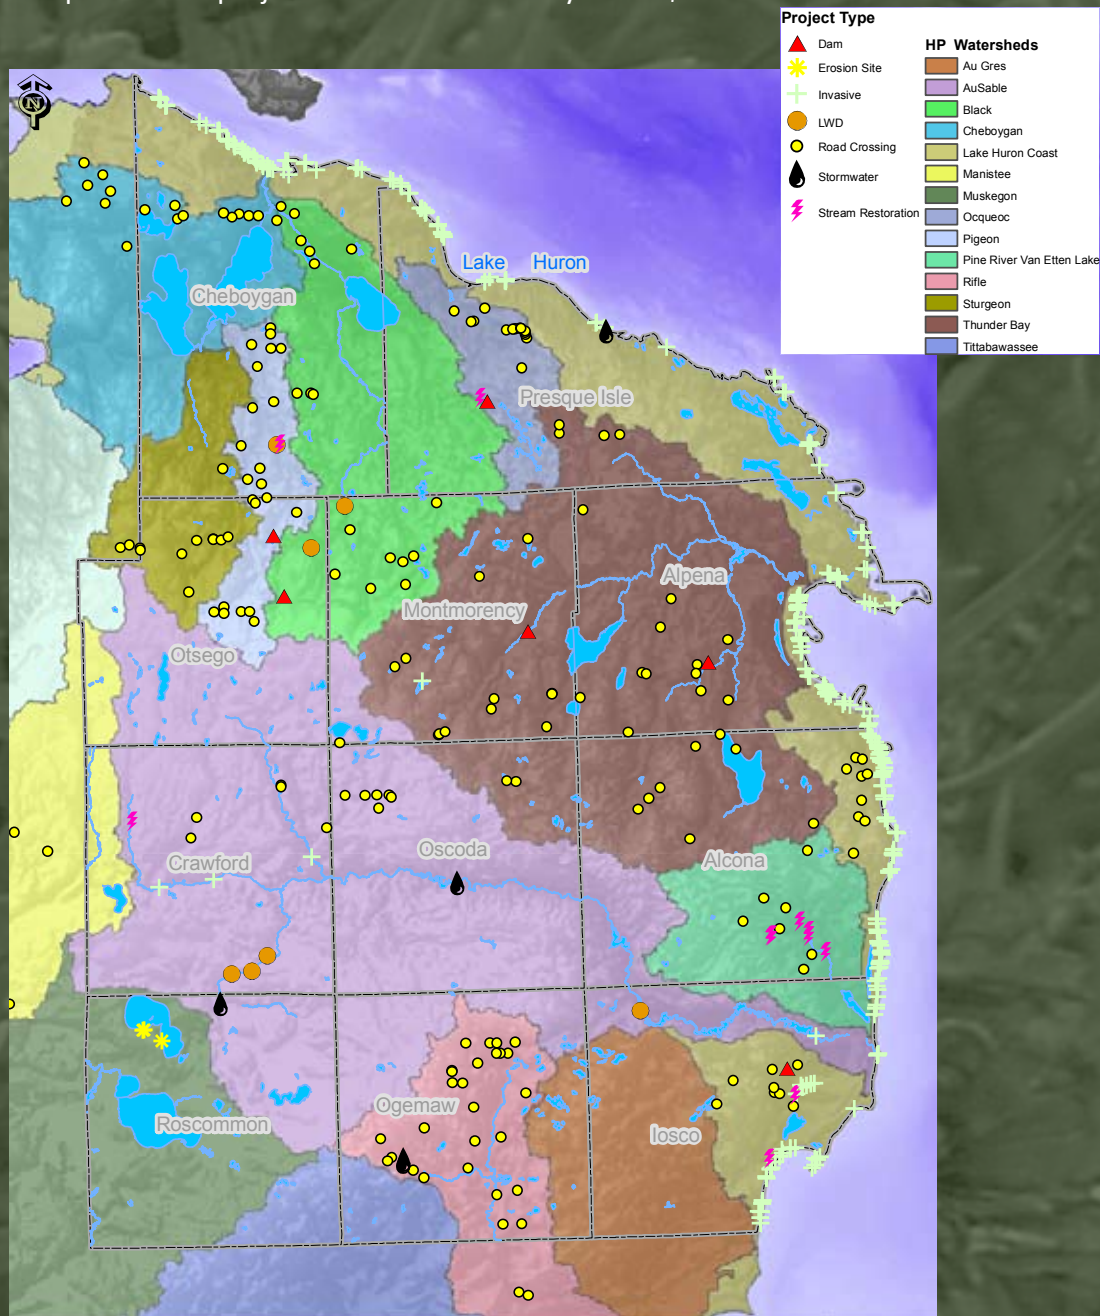 Project Type
Dam
Erosion Site
Invasive
LWD
Road Crossing
Stormwater
Stream Restoration
HP Watersheds
Au Gres
AuSable
Black
Cheboygan
Lake Huron Coast
Manistee
Muskegon
Ocqueoc
Pigeon
Pine River Van Etten Lake
Rifle
Sturgeon
Thunder Bay
Tittabawassee
N
Lake Huron
Cheboygan
Presque Isle
Alpena
Montmorency
Otsego
Oscoda
Crawford
Alcona
Ogemaw
Roscommon
Iosco